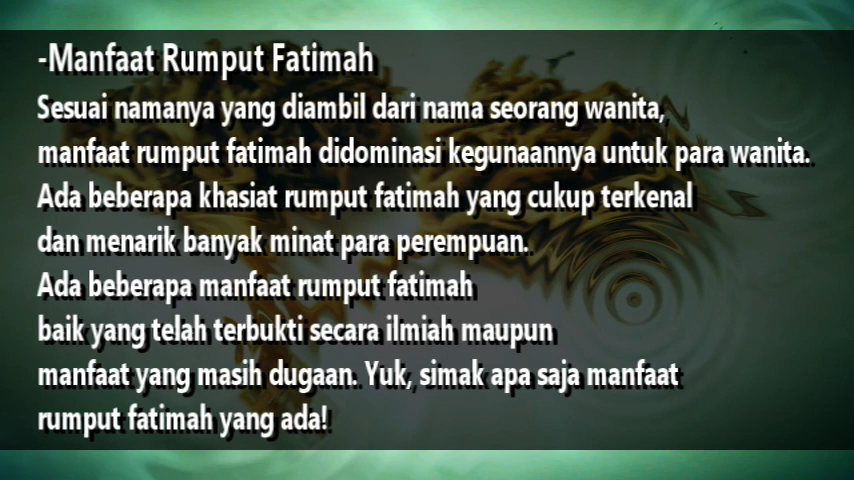 -Manfaat Rumput Fatimah
Sesuai namanya yang diambil dari nama seorang wanita,
manfaat rumput fatimah didominasi kegunaannya untuk para wanita.
Ada beberapa khasiat rumput fatimah yang cukup terkenal
dan menarik banyak minat para perempuan.
Ada beberapa manfaat rumput fatimah
baik yang telah terbukti secara ilmiah maupun
manfaat yang masih dugaan. Yuk, simak apa saja manfaat
rumput fatimah yang ada!